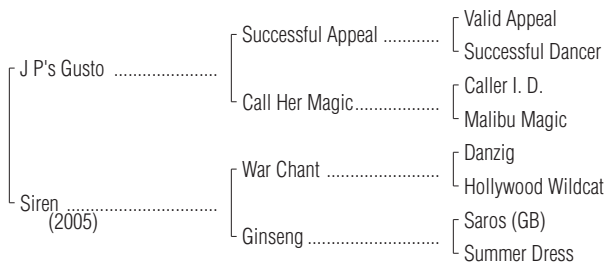 Valid Appeal
Successful Appeal ............
Successful Dancer
J P's Gusto .....................
Caller I. D.
Call Her Magic.................
Malibu Magic
Danzig
War Chant .......................
Hollywood Wildcat
Siren ..............................
(2005)
Saros (GB)
Ginseng ...........................
Summer Dress